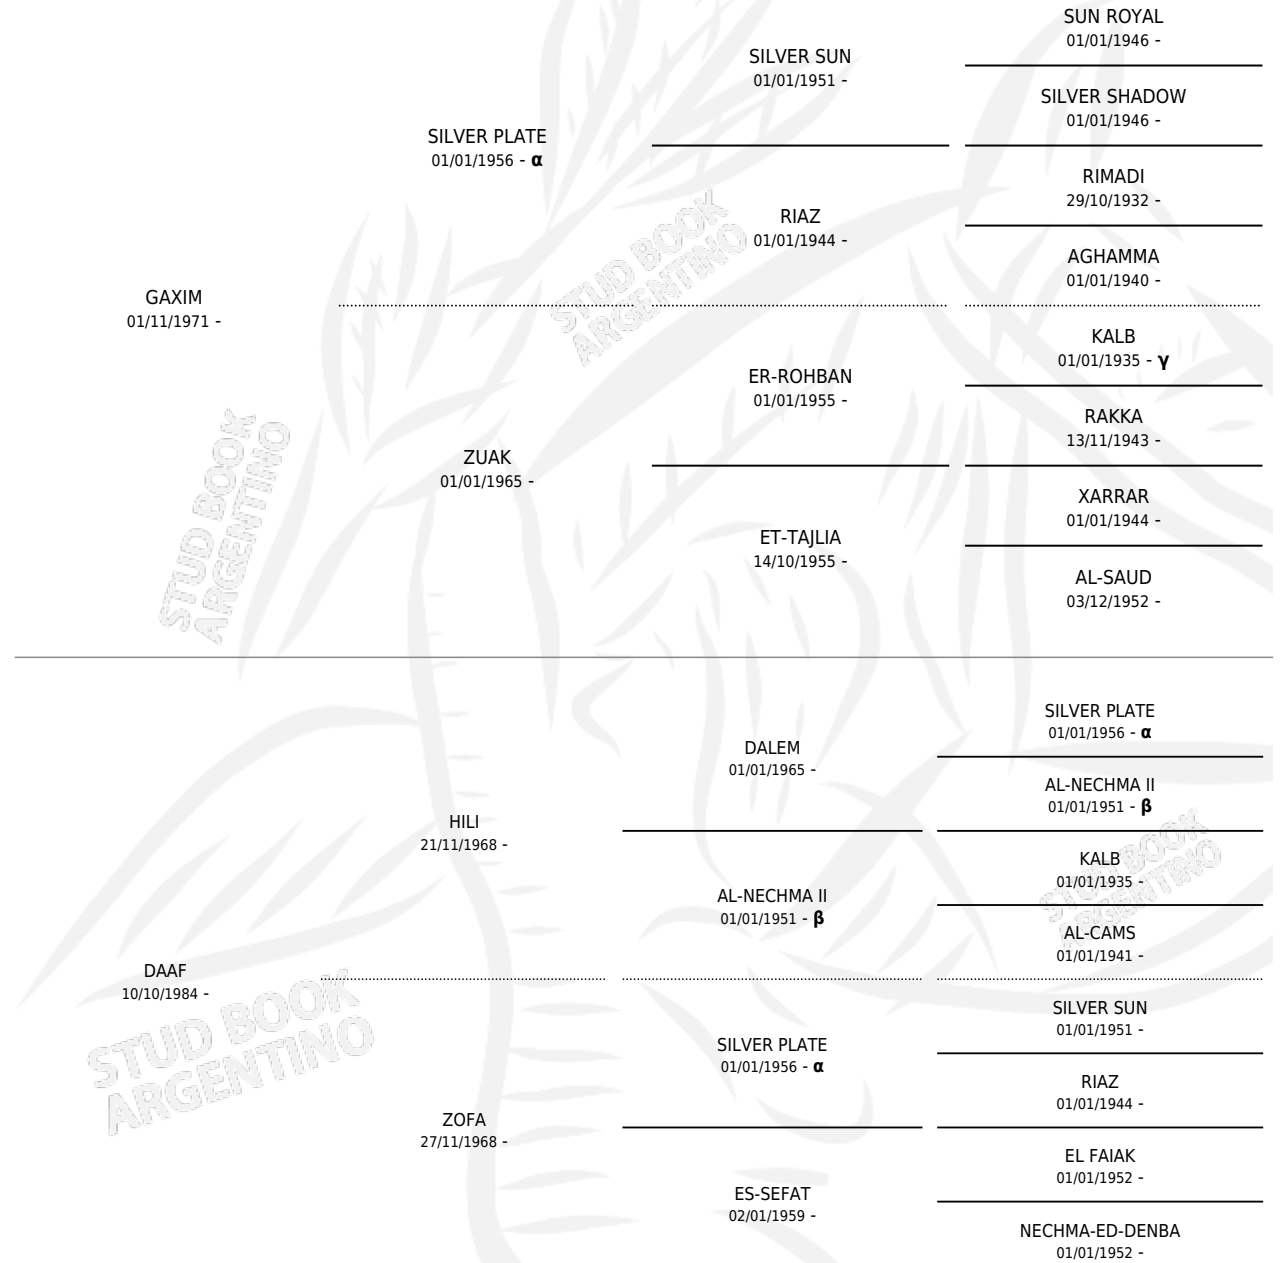 SUN ROYAL
01/01/1946 -
SILVER SUN
01/01/1951 -
SILVER SHADOW
01/01/1946 -
SILVER PLATE
01/01/1956 - α
RIMADI
29/10/1932 -
RIAZ
01/01/1944 -
AGHAMMA
01/01/1940 -
GAXIM
01/11/1971 -
KALB
01/01/1935 - γ
ER-ROHBAN
01/01/1955 -
RAKKA
13/11/1943 -
ZUAK
01/01/1965 -
XARRAR
01/01/1944 -
ET-TAJLIA
14/10/1955 -
AL-SAUD
03/12/1952 -
SILVER PLATE
01/01/1956 - α
DALEM
01/01/1965 -
AL-NECHMA II
01/01/1951 - β
HILI
21/11/1968 -
KALB
01/01/1935 -
AL-NECHMA II
01/01/1951 - β
AL-CAMS
01/01/1941 -
DAAF
10/10/1984 -
SILVER SUN
01/01/1951 -
SILVER PLATE
01/01/1956 - α
RIAZ
01/01/1944 -
ZOFA
27/11/1968 -
EL FAIAK
01/01/1952 -
ES-SEFAT
02/01/1959 -
NECHMA-ED-DENBA
01/01/1952 -
STUD BOOK
ARGENTINO
STUD BOOK
ARGENTINO
STUD BOOK
ARGENTINO
STUD BOOK
ARGENTINO